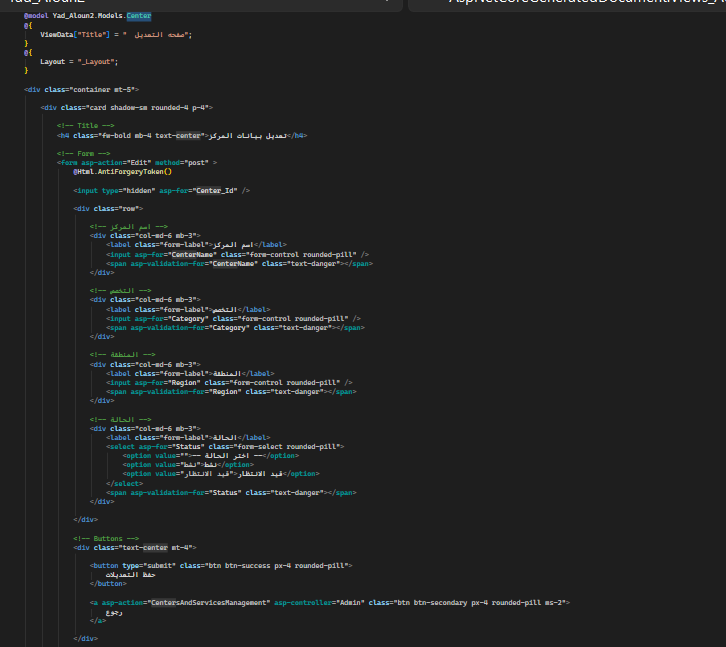 @model Yad_Aloun2.Models.Center
@{
ViewData["Title"] = " صفحه التعديل";
}
@{
Layout = "_Layout";
}
<div class="container mt-5">
<div class="card shadow-sm rounded-4 p-4">
<!-- Title -->
<h4 class="fw-bold mb-4 text-center">تعديل بيانات المركز</h4>
<!-- Form -->
<form asp-action="Edit" method="post" >
@Html.AntiForgeryToken()
<input type="hidden" asp-for="Center_Id" />
<div class="row">
<!-- اسم المركز -->
<div class="col-md-6 mb-3">
<label class="form-label">اسم المركز</label>
<input asp-for="CenterName" class="form-control rounded-pill" />
<span asp-validation-for="CenterName" class="text-danger"></span>
</div>
<!-- التخصص -->
<div class="col-md-6 mb-3">
<label class="form-label">التخصص</label>
<input asp-for="Category" class="form-control rounded-pill" />
<span asp-validation-for="Category" class="text-danger"></span>
</div>
<!-- المنطقة -->
<div class="col-md-6 mb-3">
<label class="form-label">المنطقة</label>
<input asp-for="Region" class="form-control rounded-pill" />
<span asp-validation-for="Region" class="text-danger"></span>
</div>
<!-- الحالة -->
<div class="col-md-6 mb-3">
<label class="form-label">الحالة</label>
<select asp-for="Status" class="form-select rounded-pill">
<option value="">-- اختر الحالة --</option>
<option value="نشط">نشط</option>
<option value="قيد الانتظار">قيد الانتظار</option>
</select>
<span asp-validation-for="Status" class="text-danger"></span>
</div>
</div>
<!-- Buttons -->
<div class="text-center mt-4">
<button type="submit" class="btn btn-success px-4 rounded-pill">
حفظ التعديلات
</button>
<a asp-action="CentersAndServicesManagement" asp-controller="Admin" class="btn btn-secondary px-4 rounded-pill ms-2">
رجوع
</a>
</div>